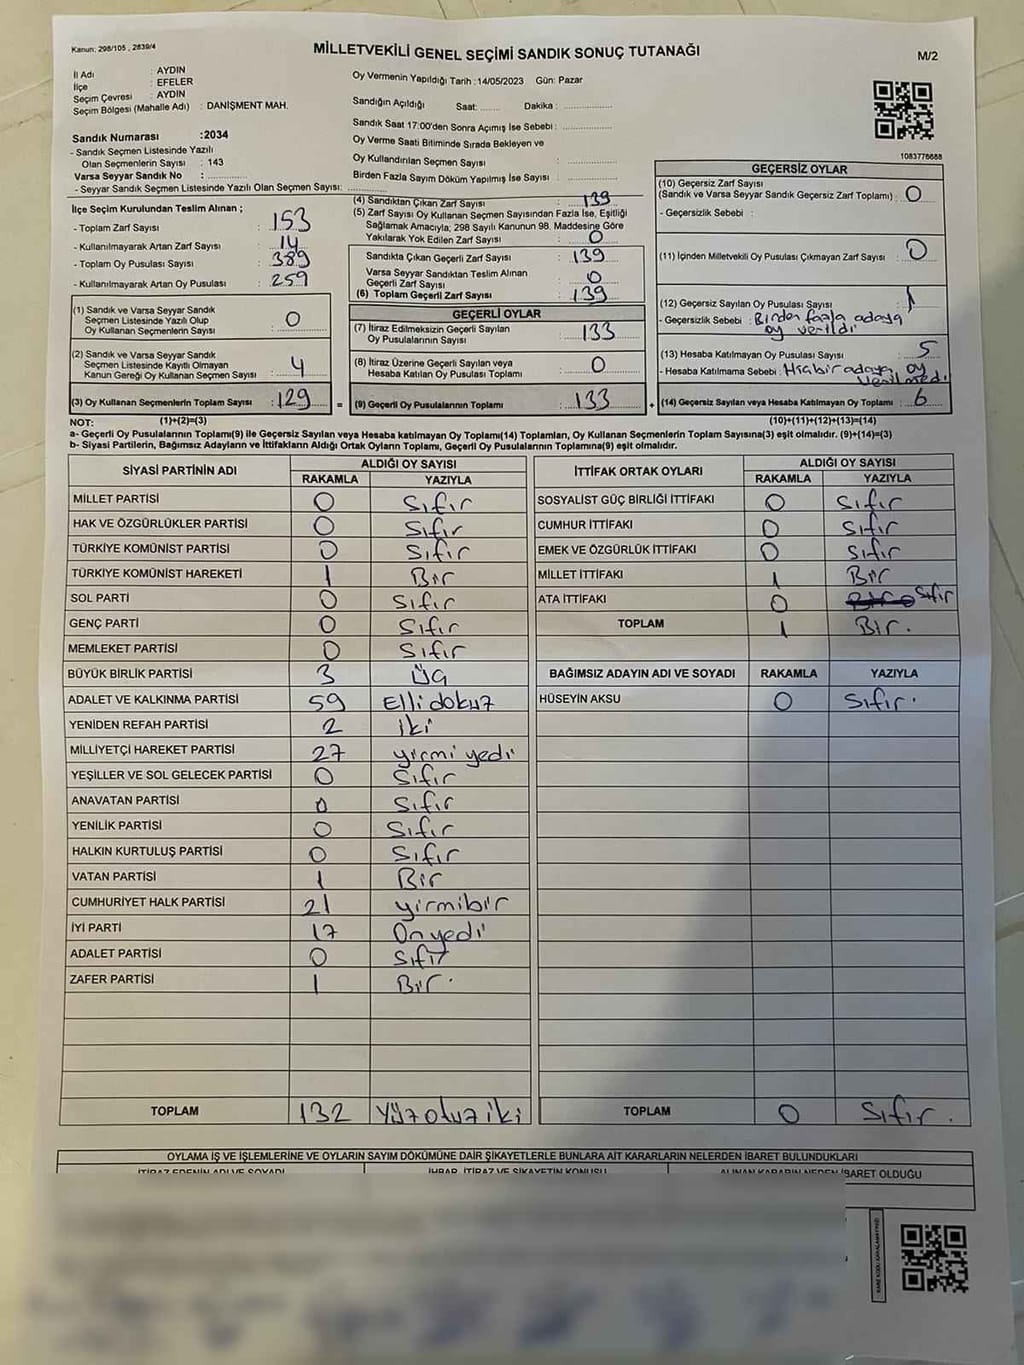 Kanun: 298/105 , 2839/4
MİLLETVEKİLİ GENEL SEÇİMİ SANDIK SONUÇ TUTANAĞI
M/2
İl Adı : AYDIN
İlçe : EFELER
Seçim Çevresi : AYDIN
Seçim Bölgesi (Mahalle Adı) : DANİŞMENT MAH.
Sandık Numarası :2034
- Sandık Seçmen Listesinde Yazılı
Olan Seçmenlerin Sayısı : 143
Varsa Seyyar Sandık No :
- Seyyar Sandık Seçmen Listesinde Yazılı Olan Seçmen Sayısı:
Oy Vermenin Yapıldığı Tarih :14/05/2023 Gün: Pazar
Sandığın Açıldığı Saat: Dakika :
Sandık Saat 17:00'den Sonra Açımış İse Sebebi :
Oy Verme Saati Bitiminde Sırada Bekleyen ve
Oy Kullandırılan Seçmen Sayısı :
Birden Fazla Sayım Döküm Yapılmış İse Sayısı :
1083778688
İlçe Seçim Kurulundan Teslim Alınan ;
- Toplam Zarf Sayısı : 153
- Kullanılmayarak Artan Zarf Sayısı : 14
- Toplam Oy Pusulası Sayısı : 389
- Kullanılmayarak Artan Oy Pusulası : 259
(1) Sandık ve Varsa Seyyar Sandık
Seçmen Listesinde Yazılı Olup
Oy Kullanan Seçmenlerin Sayısı : 0
(2) Sandık ve Varsa Seyyar Sandık
Seçmen Listesinde Kayıtlı Olmayan
Kanun Gereği Oy Kullanan Seçmen Sayısı : 4
(3) Oy Kullanan Seçmenlerin Toplam Sayısı : 129 =
(4) Sandıktan Çıkan Zarf Sayısı : 139
(5) Zarf Sayısı Oy Kullanan Seçmen Sayısından Fazla İse, Eşitliği
Sağlamak Amacıyla; 298 Sayılı Kanunun 98. Maddesine Göre
Yakılarak Yok Edilen Zarf Sayısı : 0
Sandıkta Çıkan Geçerli Zarf Sayısı : 139
Varsa Seyyar Sandıktan Teslim Alınan
Geçerli Zarf Sayısı : 0
(6) Toplam Geçerli Zarf Sayısı : 139
GEÇERLİ OYLAR
(7) İtiraz Edilmeksizin Geçerli Sayılan
Oy Pusulalarının Sayısı : 133
(8) İtiraz Üzerine Geçerli Sayılan veya
Hesaba Katılan Oy Pusulası Toplamı : 0
(9) Geçerli Oy Pusulalarının Toplamı : 133 +
GEÇERSİZ OYLAR
(10) Geçersiz Zarf Sayısı
(Sandık ve Varsa Seyyar Sandık Geçersiz Zarf Toplamı) : 0
- Geçersizlik Sebebi :
(11) İçinden Milletvekili Oy Pusulası Çıkmayan Zarf Sayısı : 0
(12) Geçersiz Sayılan Oy Pusulası Sayısı : 1
- Geçersizlik Sebebi : Birden fazla adaya
oy verildi
(13) Hesaba Katılmayan Oy Pusulası Sayısı : 5
- Hesaba Katılmama Sebebi : Hiçbir adaya oy
verilmedi
(14) Geçersiz Sayılan veya Hesaba Katılmayan Oy Toplamı : 6
NOT: (1)+(2)=(3) (10)+(11)+(12)+(13)=(14)
a- Geçerli Oy Pusulalarının Toplamı(9) ile Geçersiz Sayılan veya Hesaba katılmayan Oy Toplamı(14) Toplamları, Oy Kullanan Seçmenlerin Toplam Sayısına(3) eşit olmalıdır. (9)+(14)=(3)
b- Siyasi Partilerin, Bağımsız Adayların ve İttifakların Aldığı Ortak Oyların Toplamı, Geçerli Oy Pusulalarının Toplamına(9) eşit olmalıdır.
SİYASİ PARTİNİN ADI ALDIĞI OY SAYISI
RAKAMLA YAZIYLA
MİLLET PARTİSİ 0 Sıfır
HAK VE ÖZGÜRLÜKLER PARTİSİ 0 Sıfır
TÜRKİYE KOMÜNİST PARTİSİ 0 Sıfır
TÜRKİYE KOMÜNİST HAREKETİ 1 Bir
SOL PARTİ 0 Sıfır
GENÇ PARTİ 0 Sıfır
MEMLEKET PARTİSİ 0 Sıfır
BÜYÜK BİRLİK PARTİSİ 3 Üç
ADALET VE KALKINMA PARTİSİ 59 Elli dokuz
YENİDEN REFAH PARTİSİ 2 İki
MİLLİYETÇİ HAREKET PARTİSİ 27 yirmi yedi
YEŞİLLER VE SOL GELECEK PARTİSİ 0 Sıfır
ANAVATAN PARTİSİ 0 Sıfır
YENİLİK PARTİSİ 0 Sıfır
HALKIN KURTULUŞ PARTİSİ 0 Sıfır
VATAN PARTİSİ 1 Bir
CUMHURİYET HALK PARTİSİ 21 yirmibir
İYİ PARTİ 17 Onyedi
ADALET PARTİSİ 0 Sıfır
ZAFER PARTİSİ 1 Bir.
TOPLAM 132 Yüz otuz iki
İTTİFAK ORTAK OYLARI ALDIĞI OY SAYISI
RAKAMLA YAZIYLA
SOSYALİST GÜÇ BİRLİĞİ İTTİFAKI 0 Sıfır
CUMHUR İTTİFAKI 0 Sıfır
EMEK VE ÖZGÜRLÜK İTTİFAKI 0 Sıfır
MİLLET İTTİFAKI 1 Bir
ATA İTTİFAKI 0 Sıfır
TOPLAM 1 Bir.
BAĞIMSIZ ADAYIN ADI VE SOYADI RAKAMLA YAZIYLA
HÜSEYİN AKSU 0 Sıfır.
TOPLAM 0 Sıfır.
OYLAMA İŞ VE İŞLEMLERİNE VE OYLARIN SAYIM DÖKÜMÜNE DAİR ŞİKAYETLERLE BUNLARA AİT KARARLARIN NELERDEN İBARET BULUNDUKLARI
İTİRAZ EDENİN ADI VE SOYADI İHBAR, İTİRAZ VE ŞİKAYETİN KONUSU ALINAN KARARIN NEDEN İBARET OLDUĞU